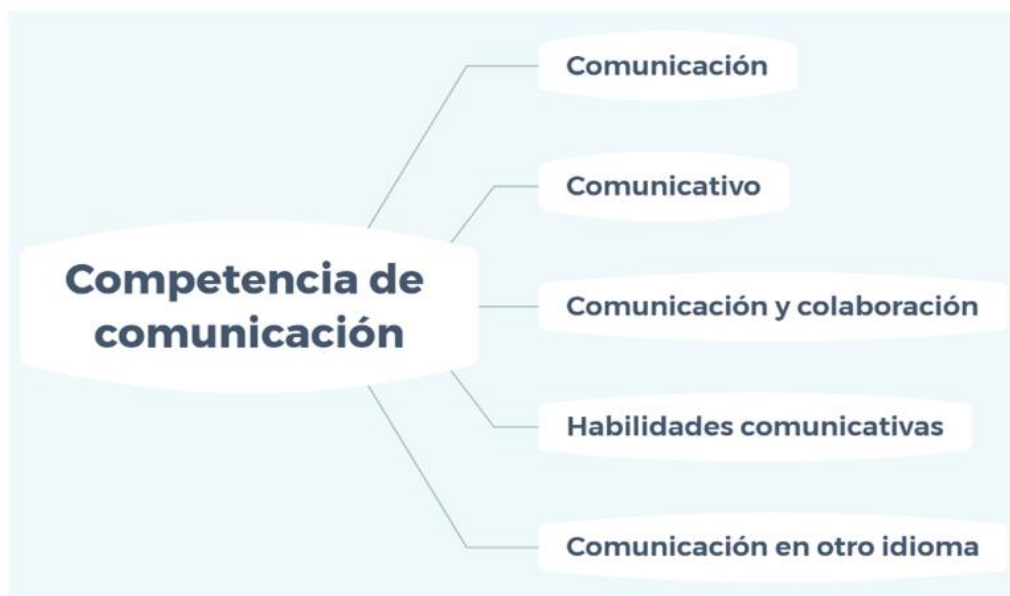 Comunicación
Comunicativo
Competencia de
comunicación
Comunicación y colaboración
Habilidades comunicativas
Comunicación en otro idioma